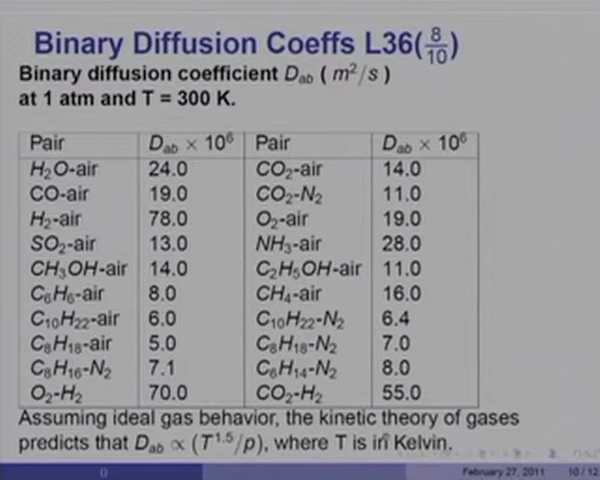 Binary Diffusion Coeffs L36(8/10)
Binary diffusion coefficient D_ab ( m²/s )
at 1 atm and T = 300 K.
Pair D_ab × 10⁶ Pair D_ab × 10⁶
H₂O-air 24.0 CO₂-air 14.0
CO-air 19.0 CO₂-N₂ 11.0
H₂-air 78.0 O₂-air 19.0
SO₂-air 13.0 NH₃-air 28.0
CH₃OH-air 14.0 C₂H₅OH-air 11.0
C₆H₆-air 8.0 CH₄-air 16.0
C₁₀H₂₂-air 6.0 C₁₀H₂₂-N₂ 6.4
C₈H₁₈-air 5.0 C₈H₁₈-N₂ 7.0
C₈H₁₆-N₂ 7.1 C₆H₁₄-N₂ 8.0
O₂-H₂ 70.0 CO₂-H₂ 55.0
Assuming ideal gas behavior, the kinetic theory of gases
predicts that D_ab ∝ (T^1.5/p), where T is in Kelvin.
() February 27, 2011 10 / 12